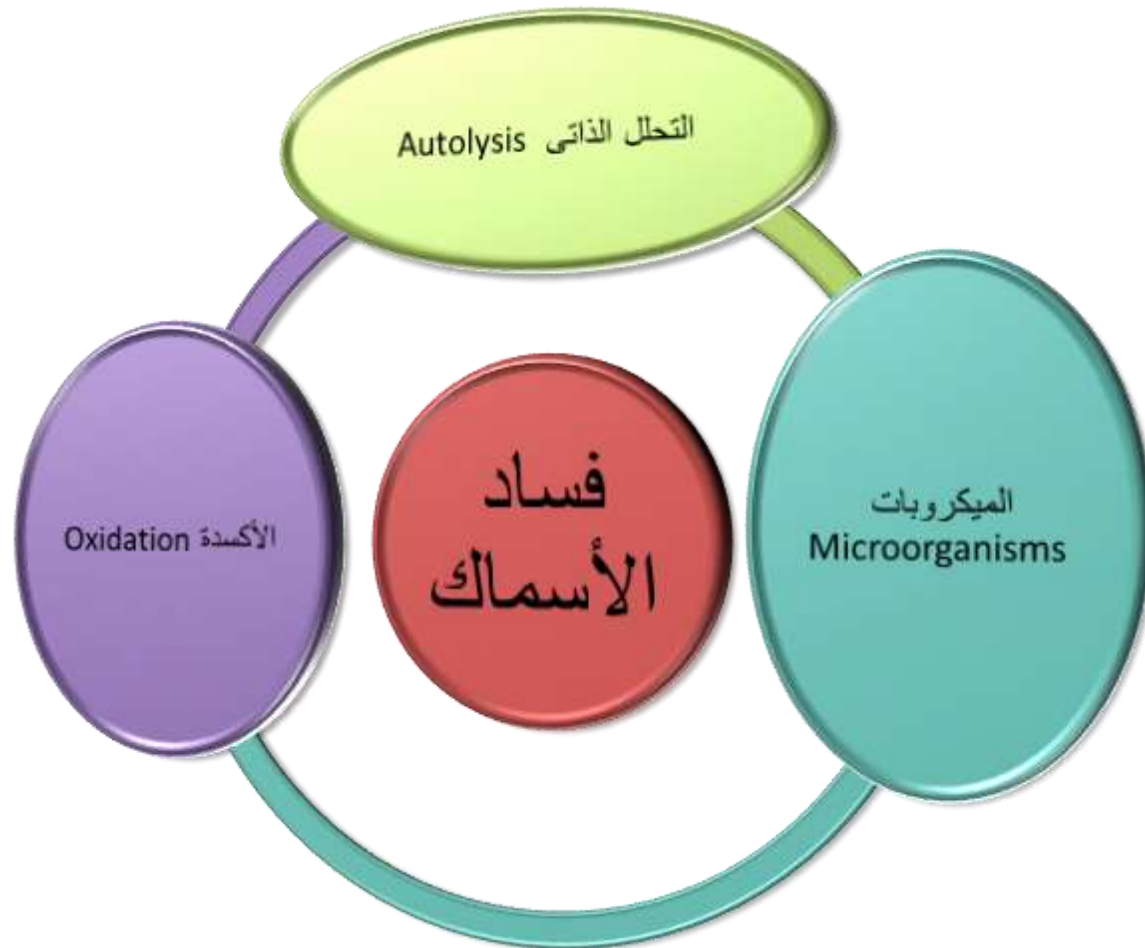 التحلل الذاتى Autolysis
الميكروبات
Microorganisms
فساد
الأسماك
الأكسدة Oxidation